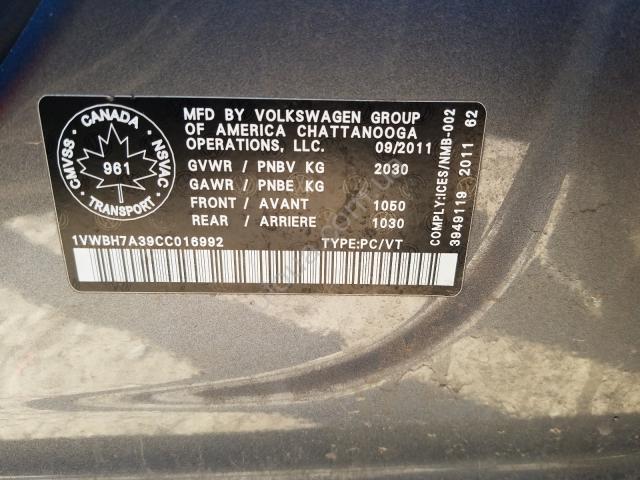 CANADA
CMVSS
NSVAC
961
TRANSPORT
MFD BY VOLKSWAGEN GROUP
OF AMERICA CHATTANOOGA
OPERATIONS, LLC. 09/2011
GVWR / PNBV KG 2030
GAWR / PNBE KG
FRONT / AVANT 1050
REAR / ARRIERE 1030
1VWBH7A39CC016992 TYPE:PC/VT
COMPLY:ICES/NMB-002
3949119 2011 62